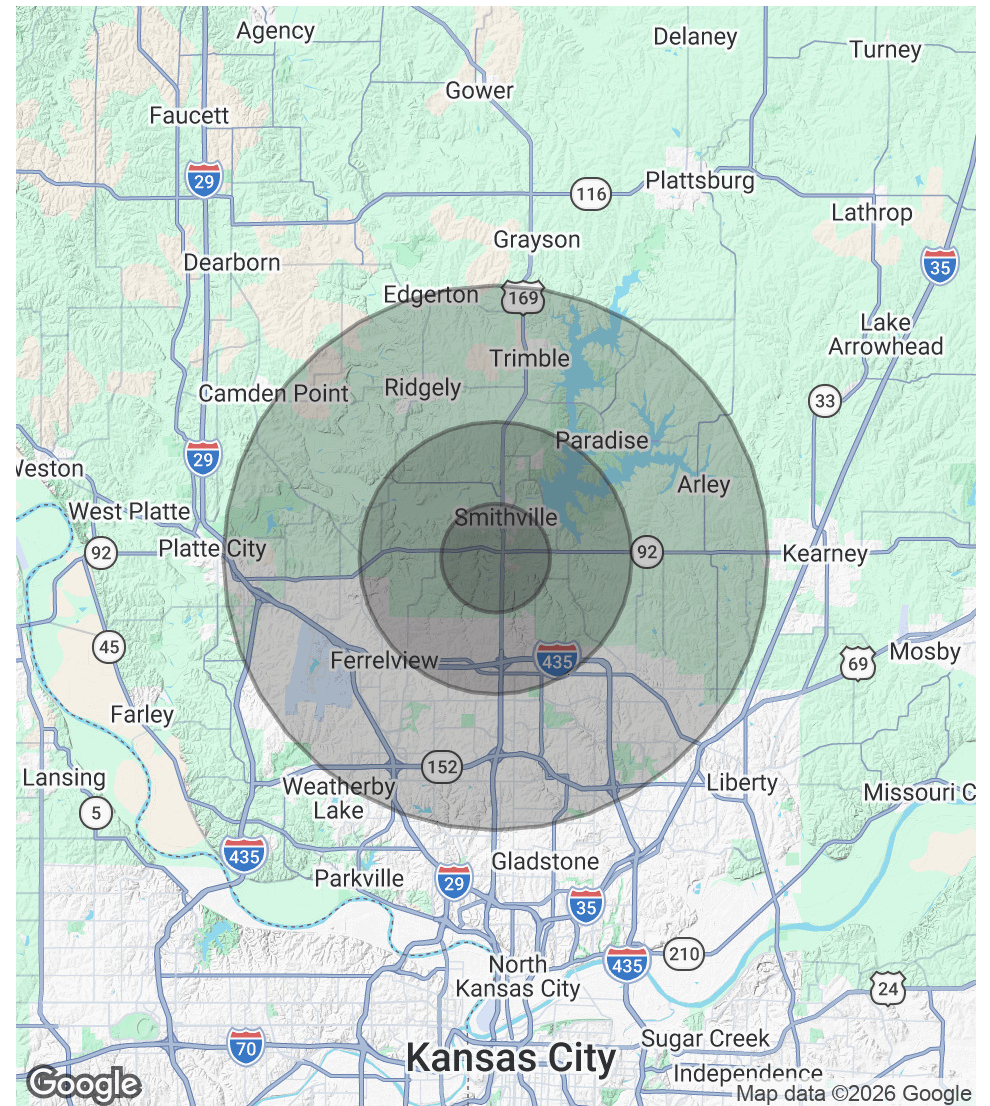 Agency
Delaney
Turney
Gower
Faucett
29
Plattsburg
116
Lathrop
Grayson
Dearborn
35
Edgerton
169
Lake
Arrowhead
Trimble
Ridgely
Camden Point
33
Paradise
29
Weston
Arley
West Platte
Smithville
92
Platte City
92
Kearney
45
Ferrelview
435
69
Mosby
Farley
152
Lansing
Weatherby
Lake
Liberty
Missouri C
5
435
Gladstone
Parkville
29
35
210
435
North
Kansas City
24
Sugar Creek
70
Kansas City
Independence
Google
Map data ©2026 Google